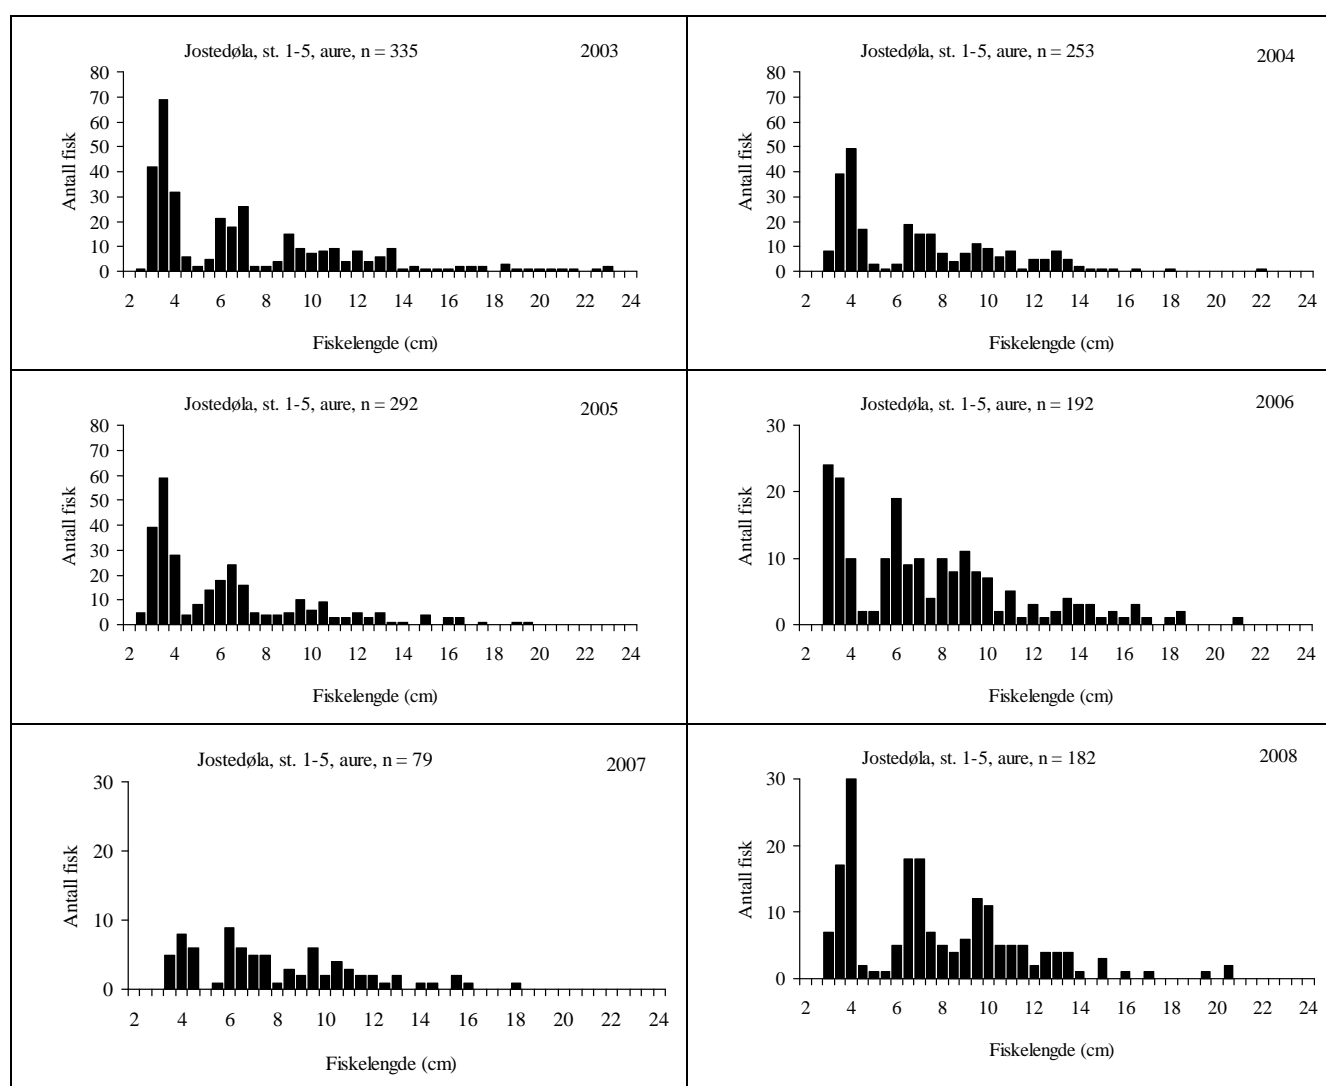 Jostedøla, st. 1-5, aure, n = 335
2003
80
70
60
50
40
30
20
10
0
Antall fisk
2 4 6 8 10 12 14 16 18 20 22 24
Fiskelengde (cm)
Jostedøla, st. 1-5, aure, n = 253
2004
80
70
60
50
40
30
20
10
0
Antall fisk
2 4 6 8 10 12 14 16 18 20 22 24
Fiskelengde (cm)
Jostedøla, st. 1-5, aure, n = 292
2005
80
70
60
50
40
30
20
10
0
Antall fisk
2 4 6 8 10 12 14 16 18 20 22 24
Fiskelengde (cm)
Jostedøla, st. 1-5, aure, n = 192
2006
30
20
10
0
Antall fisk
2 4 6 8 10 12 14 16 18 20 22 24
Fiskelengde (cm)
Jostedøla, st. 1-5, aure, n = 79
2007
30
20
10
0
Antall fisk
2 4 6 8 10 12 14 16 18 20 22 24
Fiskelengde (cm)
Jostedøla, st. 1-5, aure, n = 182
2008
30
20
10
0
Antall fisk
2 4 6 8 10 12 14 16 18 20 22 24
Fiskelengde (cm)